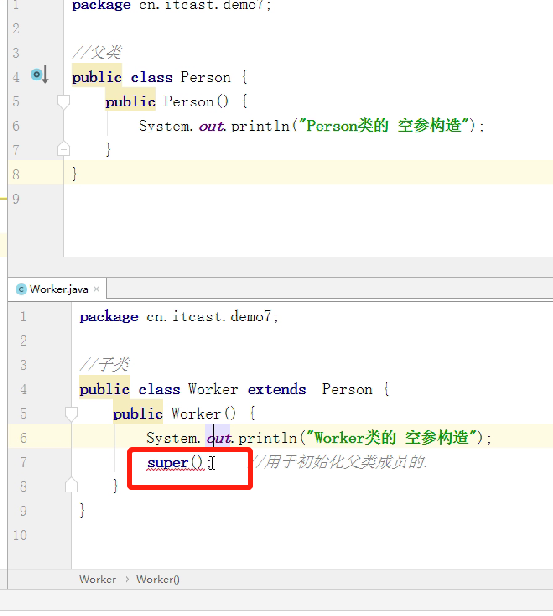 1 package cn.itcast.demo7;
2
3 //父类
4 public class Person {
5 public Person() {
6 System.out.println("Person类的 空参构造");
7 }
8 }
9
Worker.java ×
1 package cn.itcast.demo7;
2
3 //子类
4 public class Worker extends Person {
5 public Worker() {
6 System.out.println("Worker类的 空参构造");
7 super(); //用于初始化父类成员的.
8 }
9 }
10
Worker > Worker()